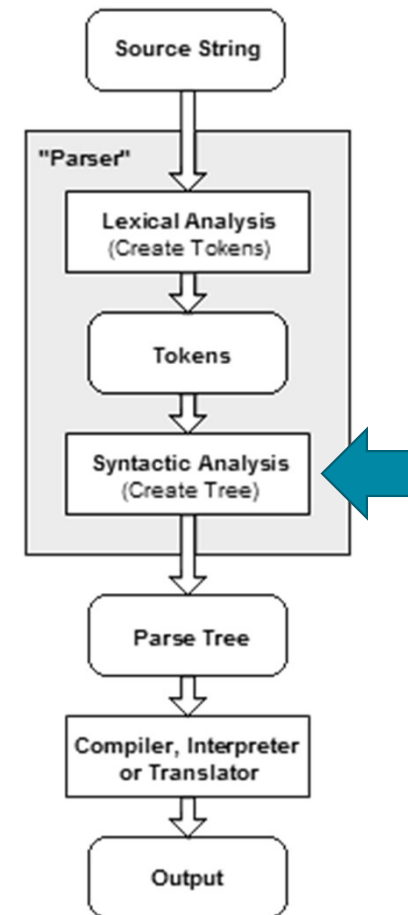 Source String
"Parser"
Lexical Analysis
(Create Tokens)
Tokens
Syntactic Analysis
(Create Tree)
Parse Tree
Compiler, Interpreter
or Translator
Output